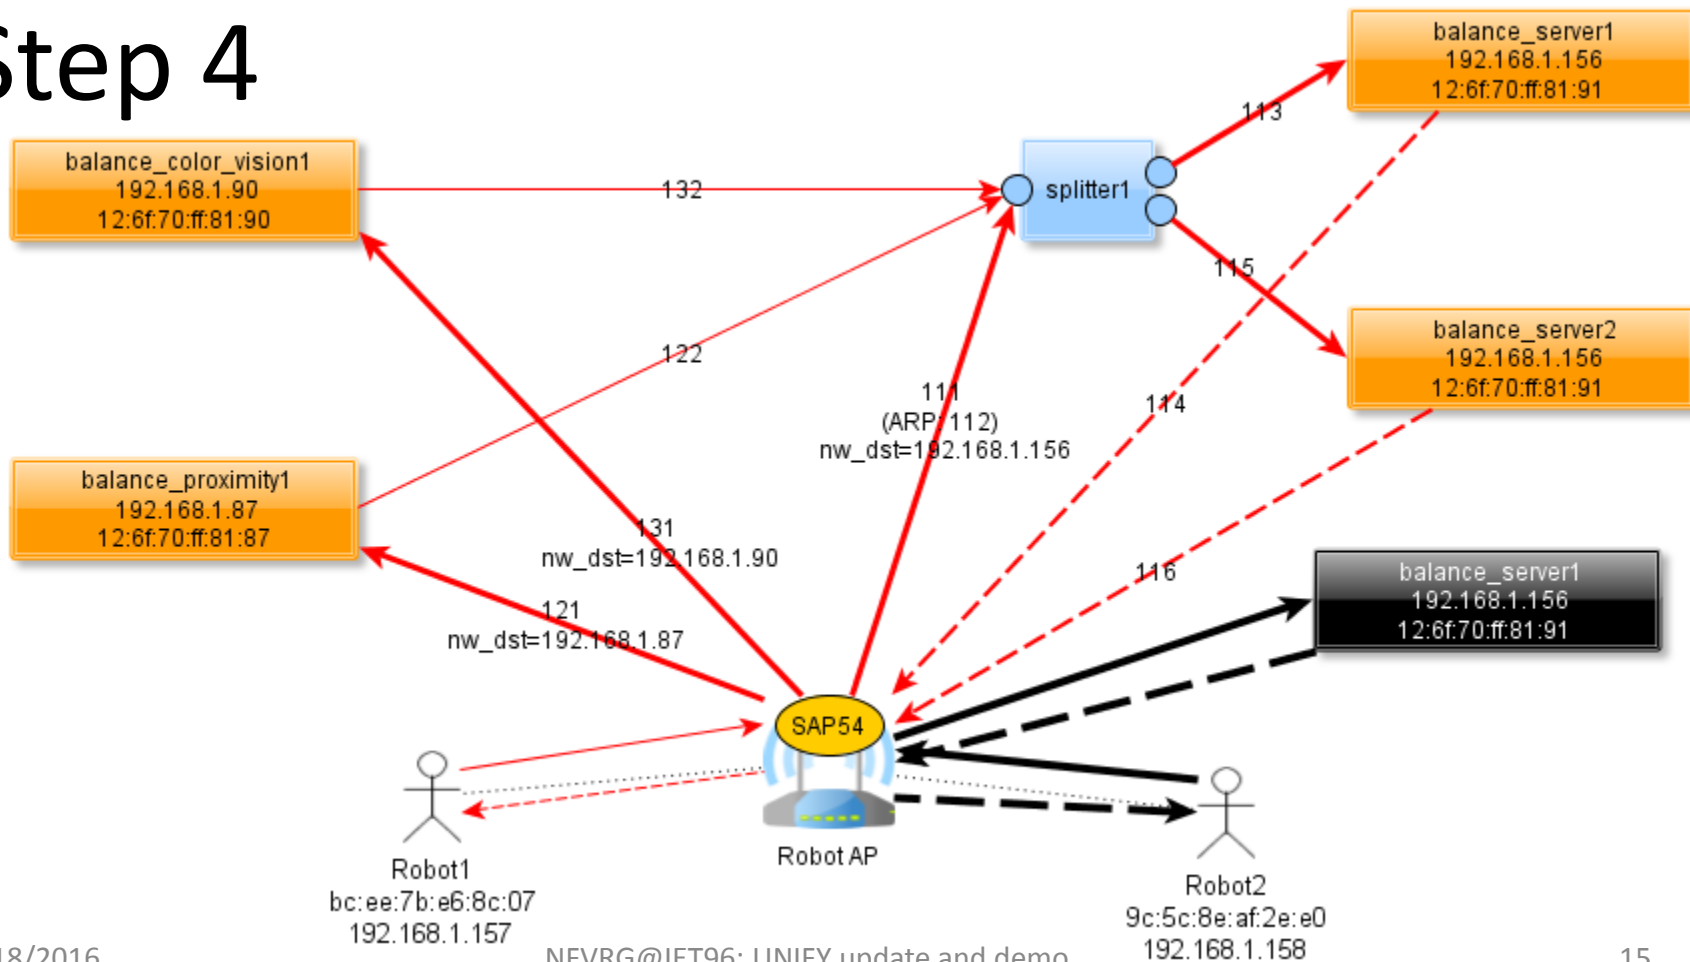 Step 4
balance_server1
192.168.1.156
12:6f:70:ff:81:91
113
balance_color_vision1
192.168.1.90
12:6f:70:ff:81:90
132
splitter1
115
balance_server2
192.168.1.156
12:6f:70:ff:81:91
122
111
(ARP: 112)
nw_dst=192.168.1.156
114
balance_proximity1
192.168.1.87
12:6f:70:ff:81:87
131
nw_dst=192.168.1.90
116
balance_server1
192.168.1.156
12:6f:70:ff:81:91
121
nw_dst=192.168.1.87
SAP54
Robot AP
Robot1
bc:ee:7b:e6:8c:07
192.168.1.157
Robot2
9c:5c:8e:af:2e:e0
192.168.1.158
18/2016
NFVRG@IETF96: UNIFY update and demo
15